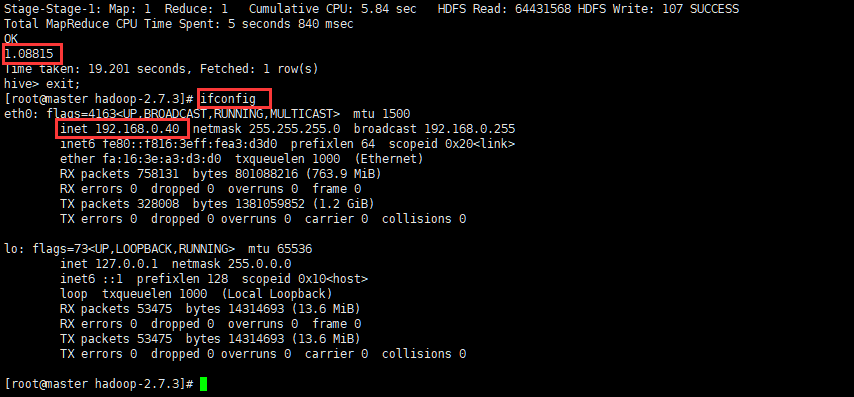 Stage-Stage-1: Map: 1  Reduce: 1   Cumulative CPU: 5.84 sec   HDFS Read: 64431568 HDFS Write: 107 SUCCESS
Total MapReduce CPU Time Spent: 5 seconds 840 msec
OK
1.08815
Time taken: 19.201 seconds, Fetched: 1 row(s)
hive> exit;
[root@master hadoop-2.7.3]# ifconfig
eth0: flags=4163<UP,BROADCAST,RUNNING,MULTICAST>  mtu 1500
        inet 192.168.0.40  netmask 255.255.255.0  broadcast 192.168.0.255
        inet6 fe80::f816:3eff:fea3:d3d0  prefixlen 64  scopeid 0x20<link>
        ether fa:16:3e:a3:d3:d0  txqueuelen 1000  (Ethernet)
        RX packets 758131  bytes 801088216 (763.9 MiB)
        RX errors 0  dropped 0  overruns 0  frame 0
        TX packets 328008  bytes 1381059852 (1.2 GiB)
        TX errors 0  dropped 0 overruns 0  carrier 0  collisions 0

lo: flags=73<UP,LOOPBACK,RUNNING>  mtu 65536
        inet 127.0.0.1  netmask 255.0.0.0
        inet6 ::1  prefixlen 128  scopeid 0x10<host>
        loop  txqueuelen 1000  (Local Loopback)
        RX packets 53475  bytes 14314693 (13.6 MiB)
        RX errors 0  dropped 0  overruns 0  frame 0
        TX packets 53475  bytes 14314693 (13.6 MiB)
        TX errors 0  dropped 0 overruns 0  carrier 0  collisions 0

[root@master hadoop-2.7.3]#